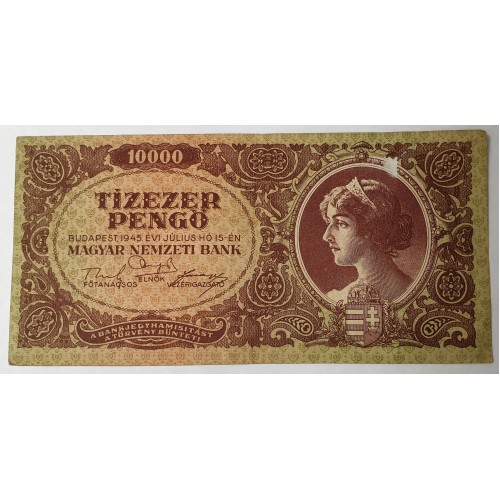 10000
TÍZEZER
PENGŐ
BUDAPEST, 1945. ÉVI JÚLIUS HÓ 15-ÉN
MAGYAR NEMZETI BANK
FŐTANÁCSOS ELNÖK VEZÉRIGAZGATÓ
A BANKJEGYHAMISÍTÁST
A TÖRVÉNY BÜNTETI